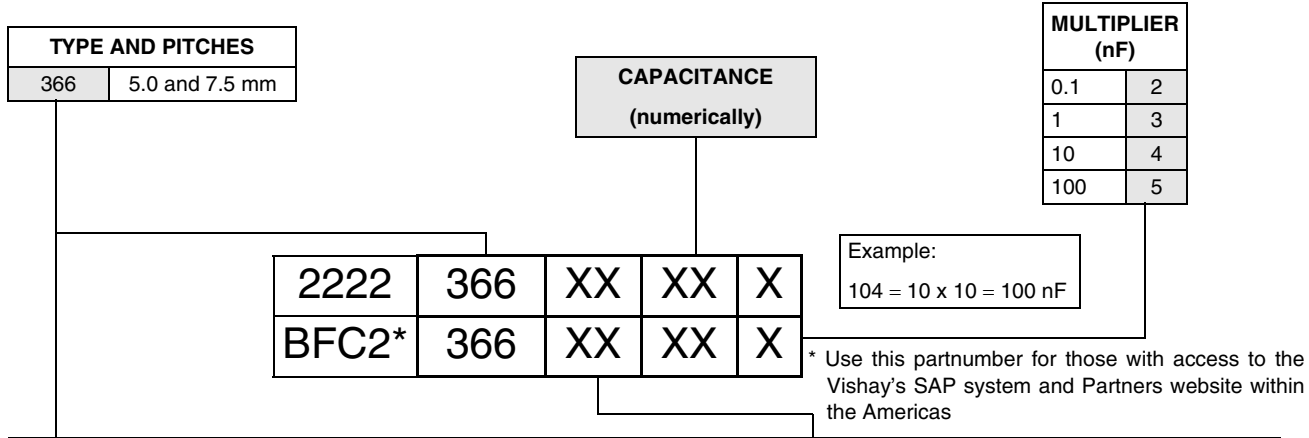 TYPE AND PITCHES
366 5.0 and 7.5 mm
CAPACITANCE
(numerically)
MULTIPLIER
(nF)
0.1 2
1 3
10 4
100 5
2222 366 XX XX X
BFC2* 366 XX XX X
Example:
104 = 10 x 10 = 100 nF
* Use this partnumber for those with access to the
Vishay's SAP system and Partners website within
the Americas